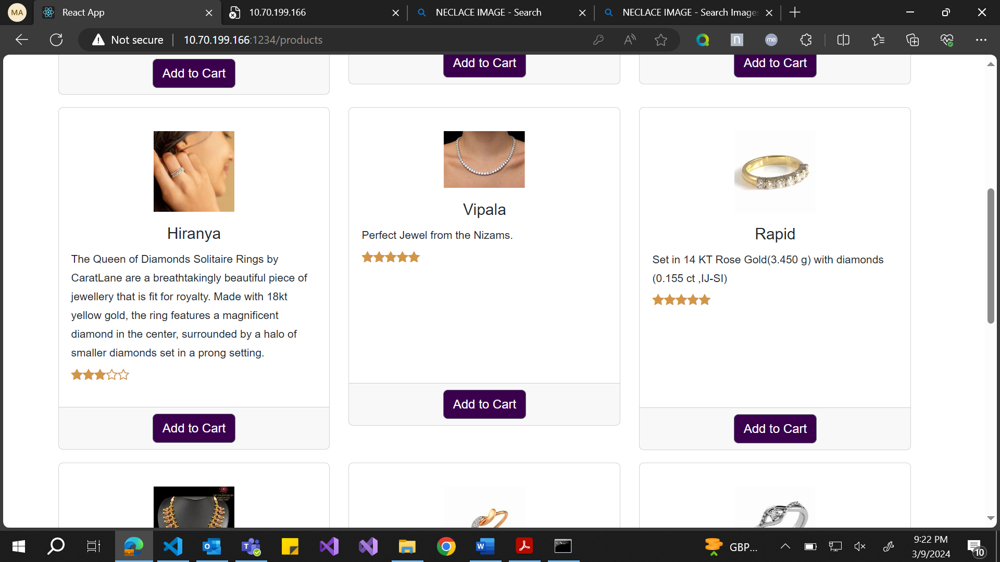 MA
React App
10.70.199.166
NECLACE IMAGE - Search
NECLACE IMAGE - Search Images
Not secure
10.70.199.166:1234/products
Add to Cart
Add to Cart
Add to Cart
Hiranya
The Queen of Diamonds Solitaire Rings by
CaratLane are a breathtakingly beautiful piece of
jewellery that is fit for royalty. Made with 18kt
yellow gold, the ring features a magnificent
diamond in the center, surrounded by a halo of
smaller diamonds set in a prong setting.
Add to Cart
Vipala
Perfect Jewel from the Nizams.
Add to Cart
Rapid
Set in 14 KT Rose Gold(3.450 g) with diamonds
(0.155 ct ,IJ-SI)
Add to Cart
GBP...
9:22 PM
3/9/2024
10